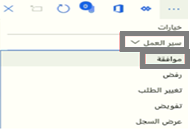 خيارات
سير العمل
موافقة
رفض
تغيير الطلب
تفويض
عرض السجل